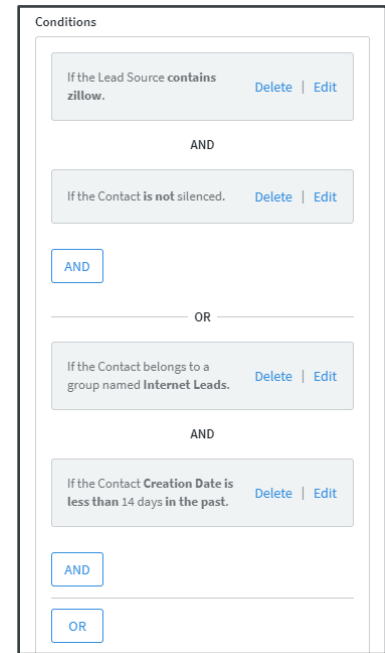 Conditions
If the Lead Source contains
zillow.
Delete | Edit
AND
If the Contact is not silenced.
Delete | Edit
AND
OR
If the Contact belongs to a
group named Internet Leads.
Delete | Edit
AND
If the Contact Creation Date is
less than 14 days in the past.
Delete | Edit
AND
OR